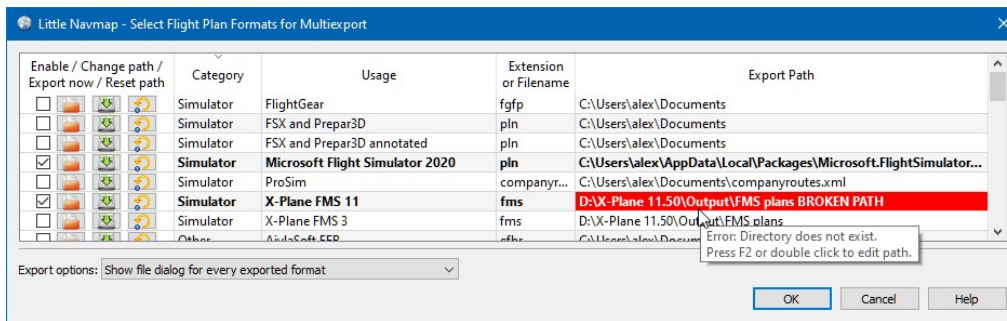 Little Navmap - Select Flight Plan Formats for Multiexport
Enable / Change path /
Export now / Reset path
Category
Usage
Extension
or Filename
Export Path
Simulator FlightGear fgfp C:\Users\alex\Documents
Simulator FSX and Prepar3D pln C:\Users\alex\Documents
Simulator FSX and Prepar3D annotated pln C:\Users\alex\Documents
Simulator Microsoft Flight Simulator 2020 pln C:\Users\alex\AppData\Local\Packages\Microsoft.FlightSimulator...
Simulator ProSim companyr... C:\Users\alex\Documents\companyroutes.xml
Simulator X-Plane FMS 11 fms D:\X-Plane 11.50\Output\FMS plans BROKEN PATH
Simulator X-Plane FMS 3 fms D:\X-Plane 11.50\Output\FMS plans
Other
Error: Directory does not exist.
Press F2 or double click to edit path.
Export options: Show file dialog for every exported format
OK Cancel Help